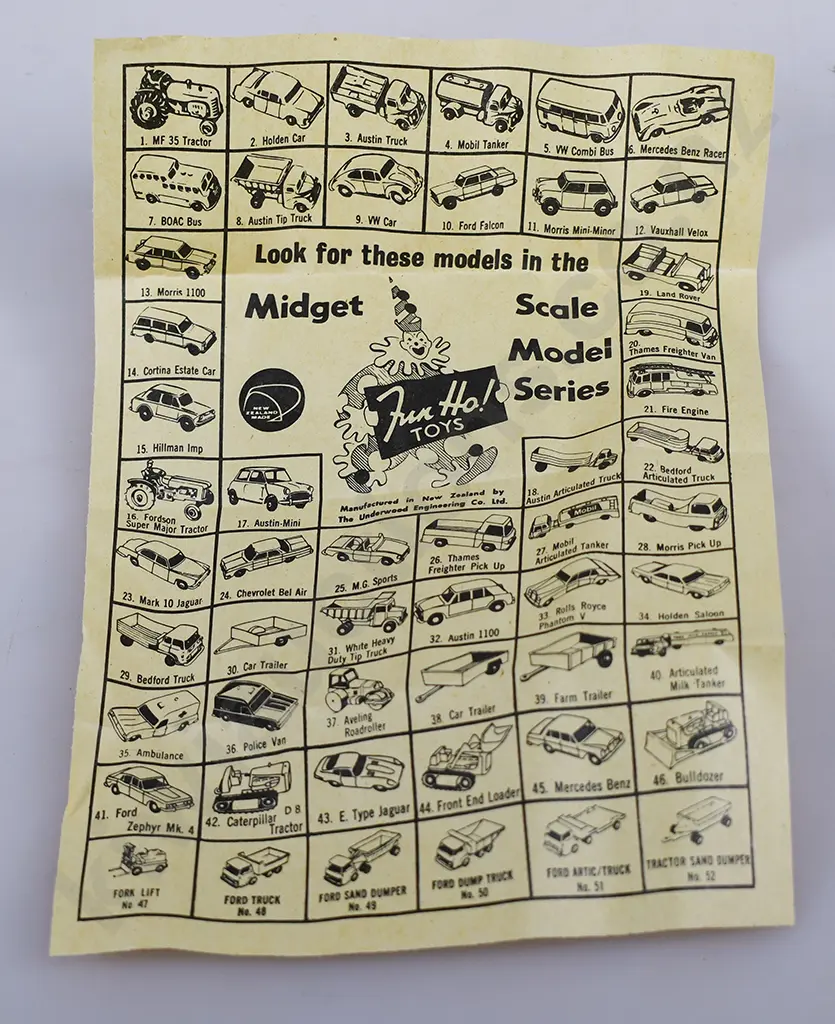 1. MF 35 Tractor
2. Holden Car
3. Austin Truck
4. Mobil Tanker
5. VW Combi Bus
6. Mercedes Benz Racer
7. BOAC Bus
8. Austin Tip Truck
9. VW Car
10. Ford Falcon
11. Morris Mini-Minor
12. Vauxhall Velox
Look for these models in the
Midget Scale
Model
Series
NEW
ZEALAND
MADE
Fun Ho!
TOYS
Manufactured in New Zealand by
The Underwood Engineering Co. Ltd.
13. Morris 1100
19. Land Rover
14. Cortina Estate Car
20.
Thames Freighter Van
15. Hillman Imp
21. Fire Engine
16. Fordson
Super Major Tractor
17. Austin-Mini
18.
Austin Articulated Truck
22. Bedford
Articulated Truck
23. Mark 10 Jaguar
24. Chevrolet Bel Air
25. M.G. Sports
26. Thames
Freighter Pick Up
Mobil
27. Mobil
Articulated Tanker
28. Morris Pick Up
29. Bedford Truck
30. Car Trailer
31. White Heavy
Duty Tip Truck
32. Austin 1100
33. Rolls Royce
Phantom V
34. Holden Saloon
35. Ambulance
36. Police Van
37. Aveling
Roadroller
38. Car Trailer
39. Farm Trailer
40. Articulated
Milk Tanker
41. Ford
Zephyr Mk. 4
42. Caterpillar D 8
Tractor
43. E. Type Jaguar
44. Front End Loader
45. Mercedes Benz
46. Bulldozer
FORK LIFT
No. 47
FORD TRUCK
No. 48
FORD SAND DUMPER
No. 49
FORD DUMP TRUCK
No. 50
FORD ARTIC/TRUCK
No. 51
TRACTOR SAND DUMPER
No. 52